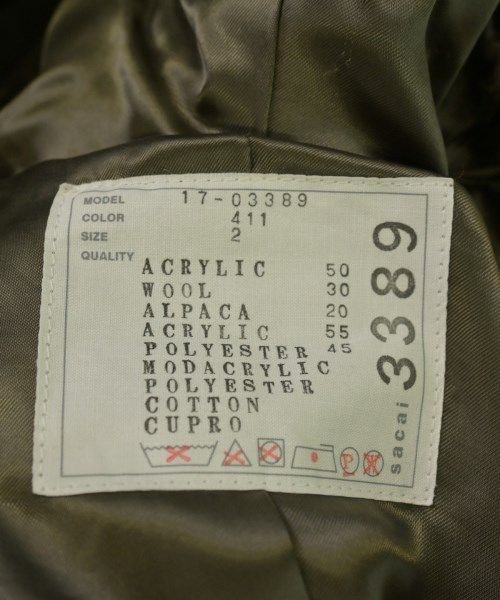 MODEL 17-03389
COLOR 411
SIZE 2
QUALITY
ACRYLIC 50
WOOL 30
ALPACA 20
ACRYLIC 55
POLYESTER 45
MODACRYLIC
POLYESTER
COTTON
CUPRO
P
sacai 3389